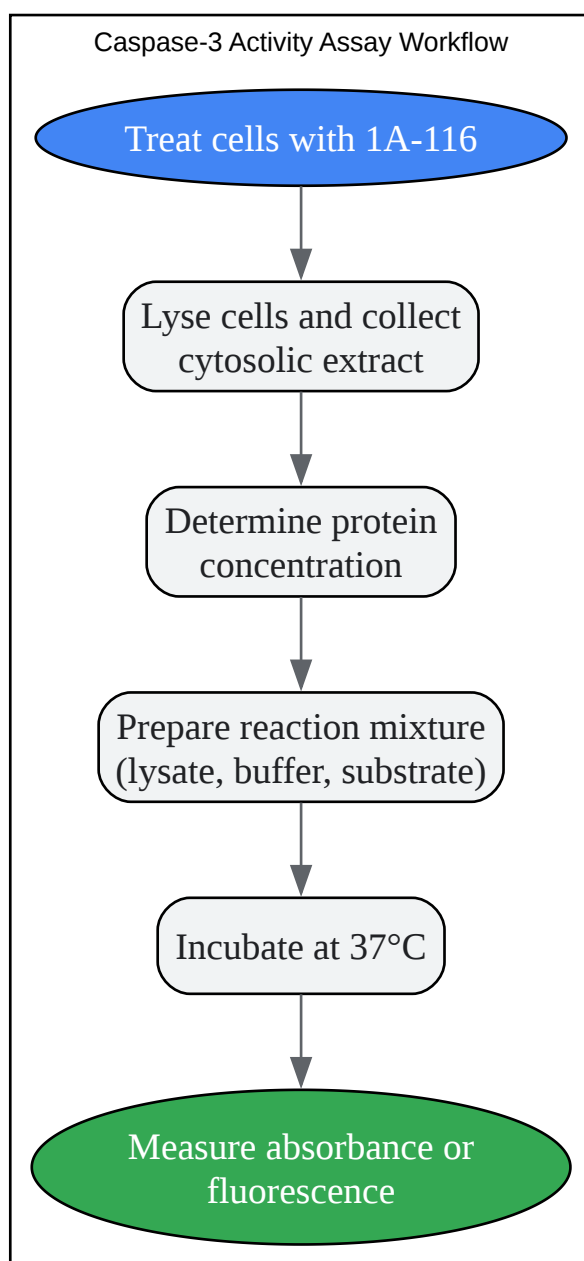 Caspase-3 Activity Assay Workflow
Treat cells with 1A-116
Lyse cells and collect
cytosolic extract
Determine protein
concentration
Prepare reaction mixture
(lysate, buffer, substrate)
Incubate at 37°C
Measure absorbance or
fluorescence